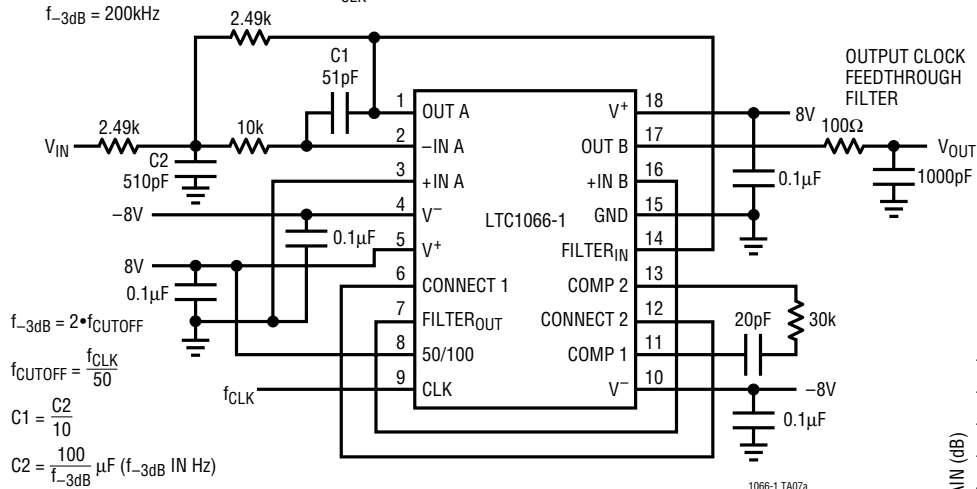 CLK
f–3dB = 200kHz
2.49k
C1
51pF
OUTPUT CLOCK
FEEDTHROUGH
FILTER
VIN
2.49k
10k
C2
510pF
–8V
0.1µF
8V
0.1µF
fCLK
1 OUT A
2 –IN A
3 +IN A
4 V–
5 V+
6 CONNECT 1
7 FILTEROUT
8 50/100
9 CLK
LTC1066-1
V+ 18
OUT B 17
+IN B 16
GND 15
FILTERIN 14
COMP 2 13
CONNECT 2 12
COMP 1 11
V– 10
8V
100Ω
VOUT
0.1µF
1000pF
20pF
30k
–8V
0.1µF
f–3dB = 2•fCUTOFF
fCUTOFF = fCLK/50
C1 = C2/10
C2 = 100/f–3dB µF (f–3dB IN Hz)
1066-1 TA07a
AIN (dB)